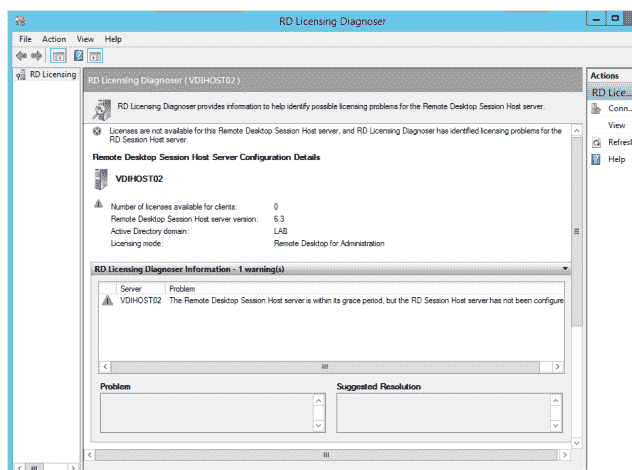 RD Licensing Diagnoser
File Action View Help
RD Licensing
RD Licensing Diagnoser ( VDIHOST02 )
RD Licensing Diagnoser provides information to help identify possible licensing problems for the Remote Desktop Session Host server.
Licenses are not available for this Remote Desktop Session Host server, and RD Licensing Diagnoser has identified licensing problems for the
RD Session Host server.
Remote Desktop Session Host Server Configuration Details
VDIHOST02
Number of licenses available for clients: 0
Remote Desktop Session Host server version: 6.3
Active Directory domain: LAB
Licensing mode: Remote Desktop for Administration
RD Licensing Diagnoser Information - 1 warning(s)
Server Problem
VDIHOST02 The Remote Desktop Session Host server is within its grace period, but the RD Session Host server has not been configure
Problem Suggested Resolution
Actions
RD Lice...
Conn...
View
Refresh
Help